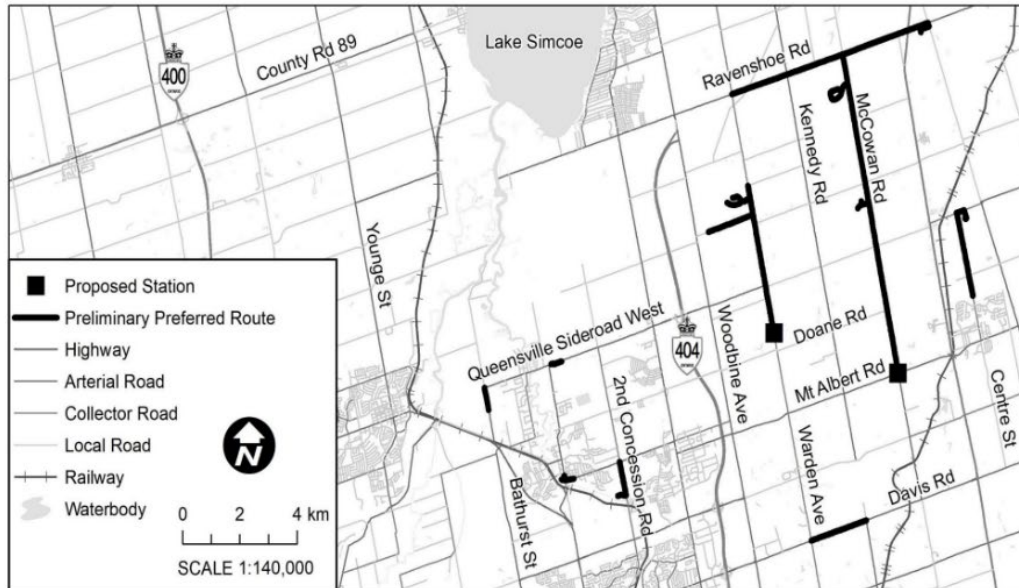 Lake Simcoe
County Rd 89
400
Ravenshoe Rd
Kennedy Rd
McCowan Rd
Younge St
Proposed Station
Preliminary Preferred Route
Highway
Arterial Road
Collector Road
Local Road
Railway
Waterbody
N
0 2 4 km
SCALE 1:140,000
Queensville Sideroad West
404
Woodbine Ave
Doane Rd
Mt Albert Rd
2nd Concession Rd
Bathurst St
Warden Ave
Davis Rd
Centre St